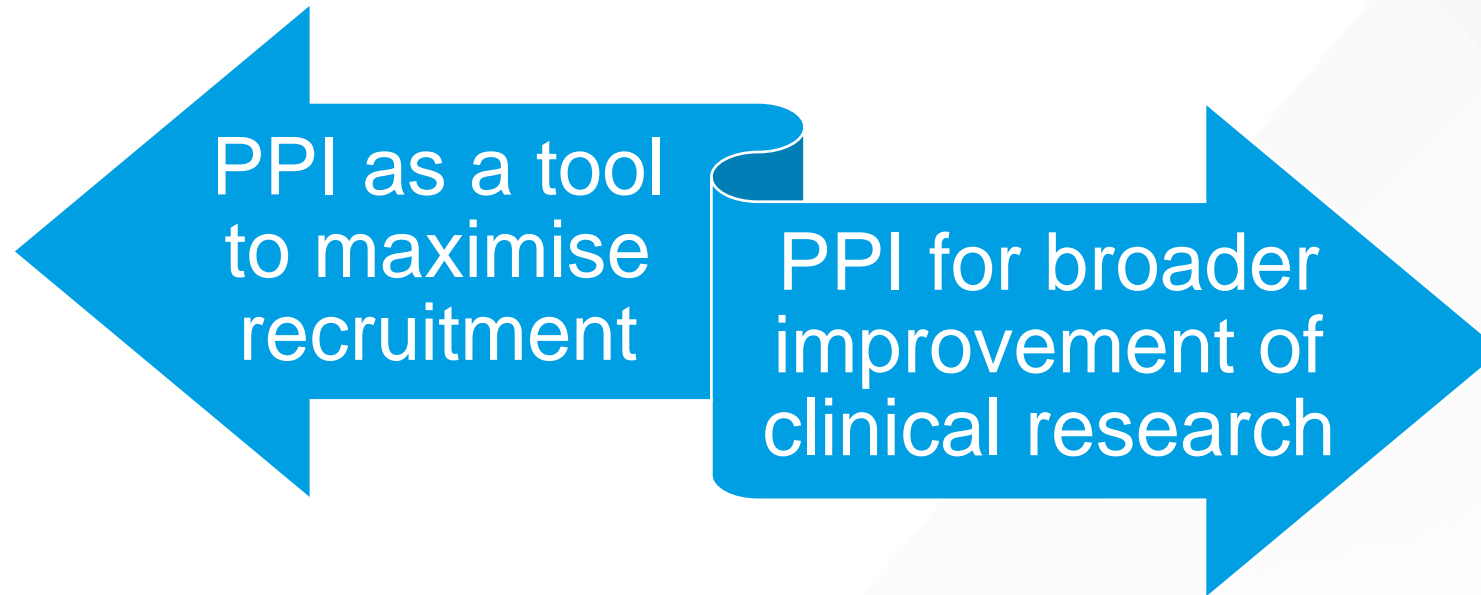 PPI as a tool
to maximise
recruitment
PPI for broader
improvement of
clinical research